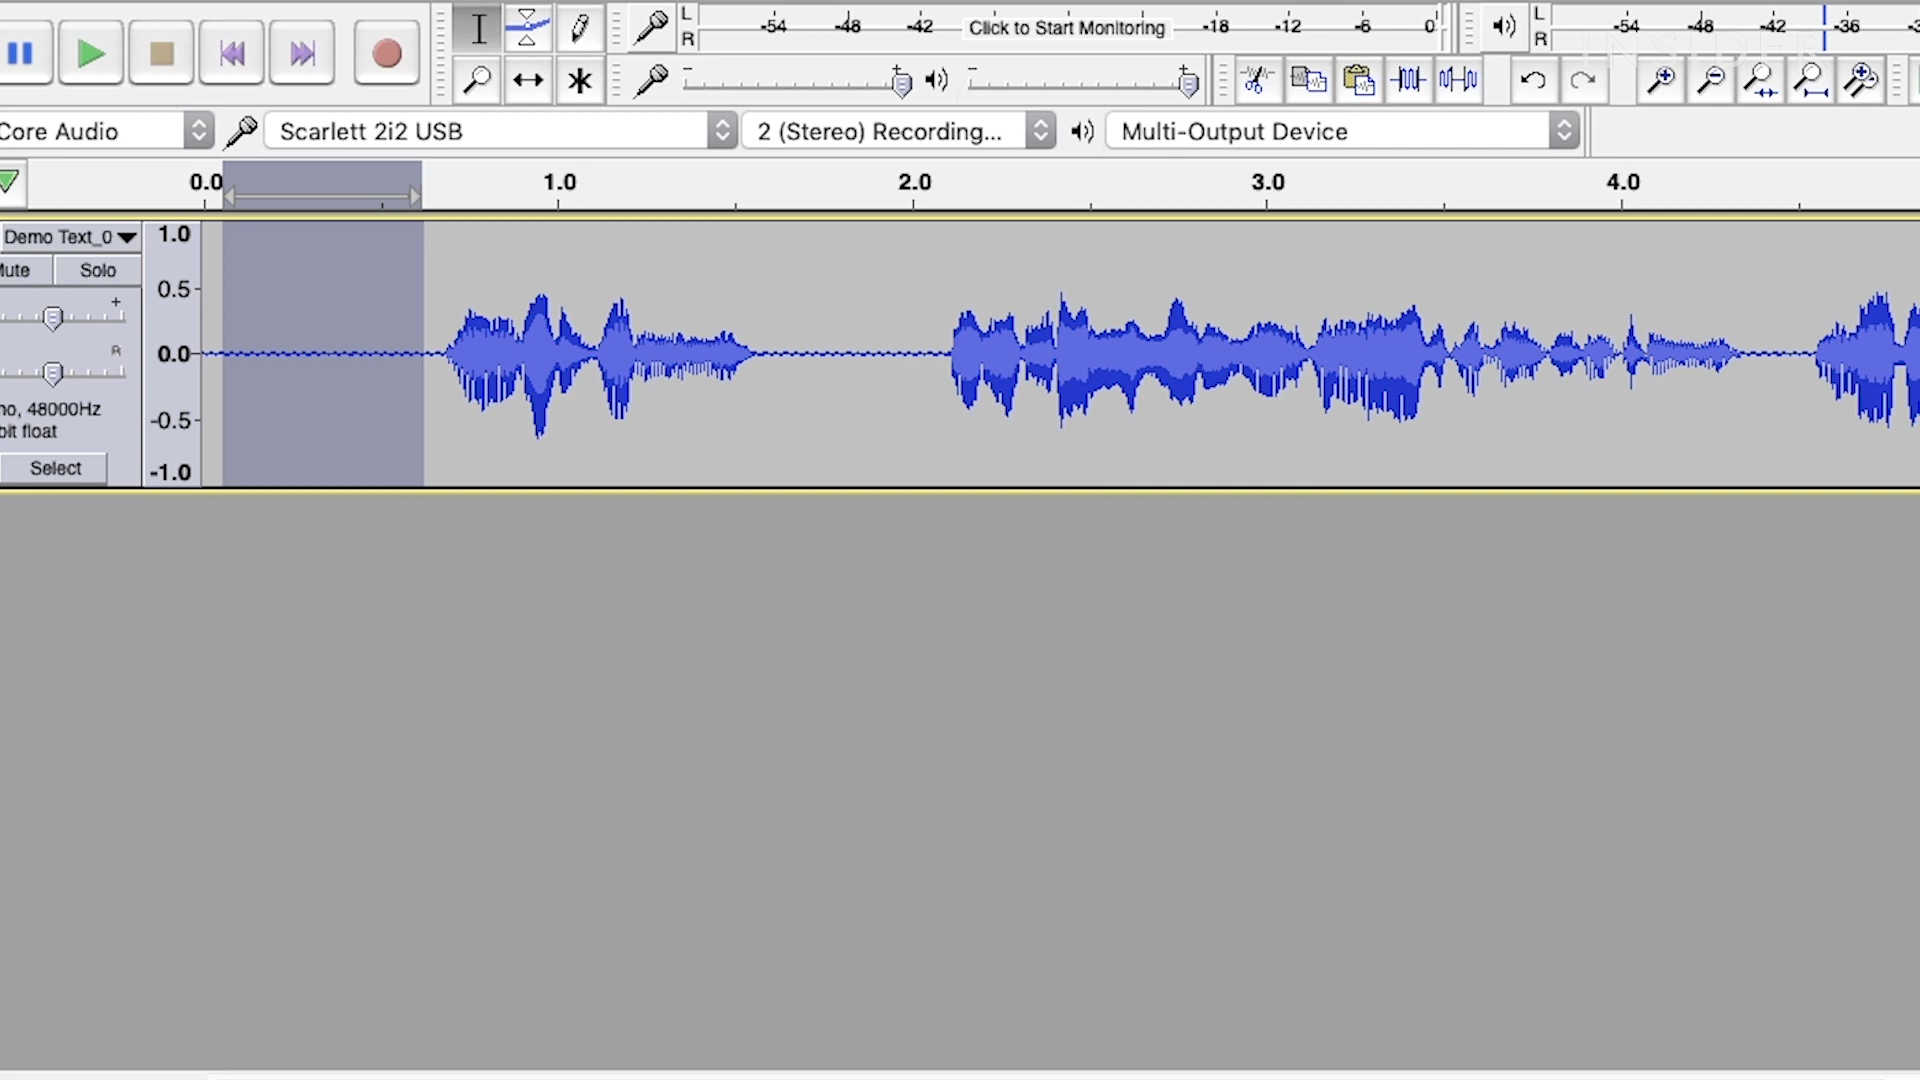 L
R
-54 -48 -42 Click to Start Monitoring -18 -12 -6 0
L
R
-54 -48 -42 -36
INSIDER
Core Audio
Scarlett 2i2 USB
2 (Stereo) Recording...
Multi-Output Device
0.0 1.0 2.0 3.0 4.0
Demo Text_0
Mute Solo
- +
R
no, 48000Hz
bit float
Select
1.0
0.5
0.0
-0.5
-1.0